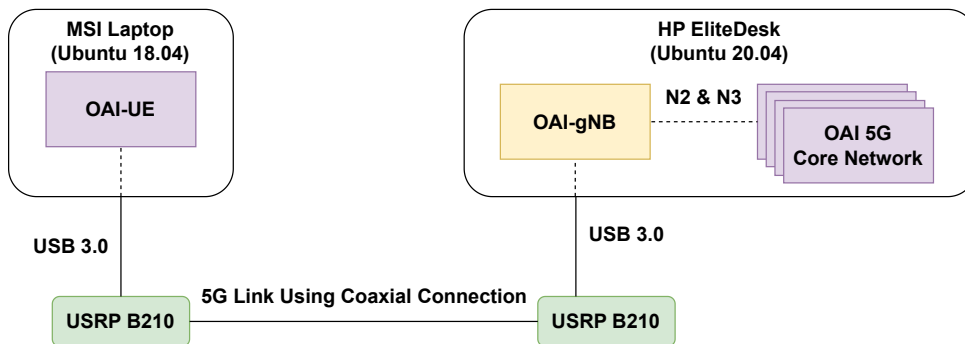 MSI Laptop
(Ubuntu 18.04)
OAI-UE
HP EliteDesk
(Ubuntu 20.04)
OAI-gNB
N2 & N3
OAI 5G
Core Network
USB 3.0
USB 3.0
5G Link Using Coaxial Connection
USRP B210
USRP B210